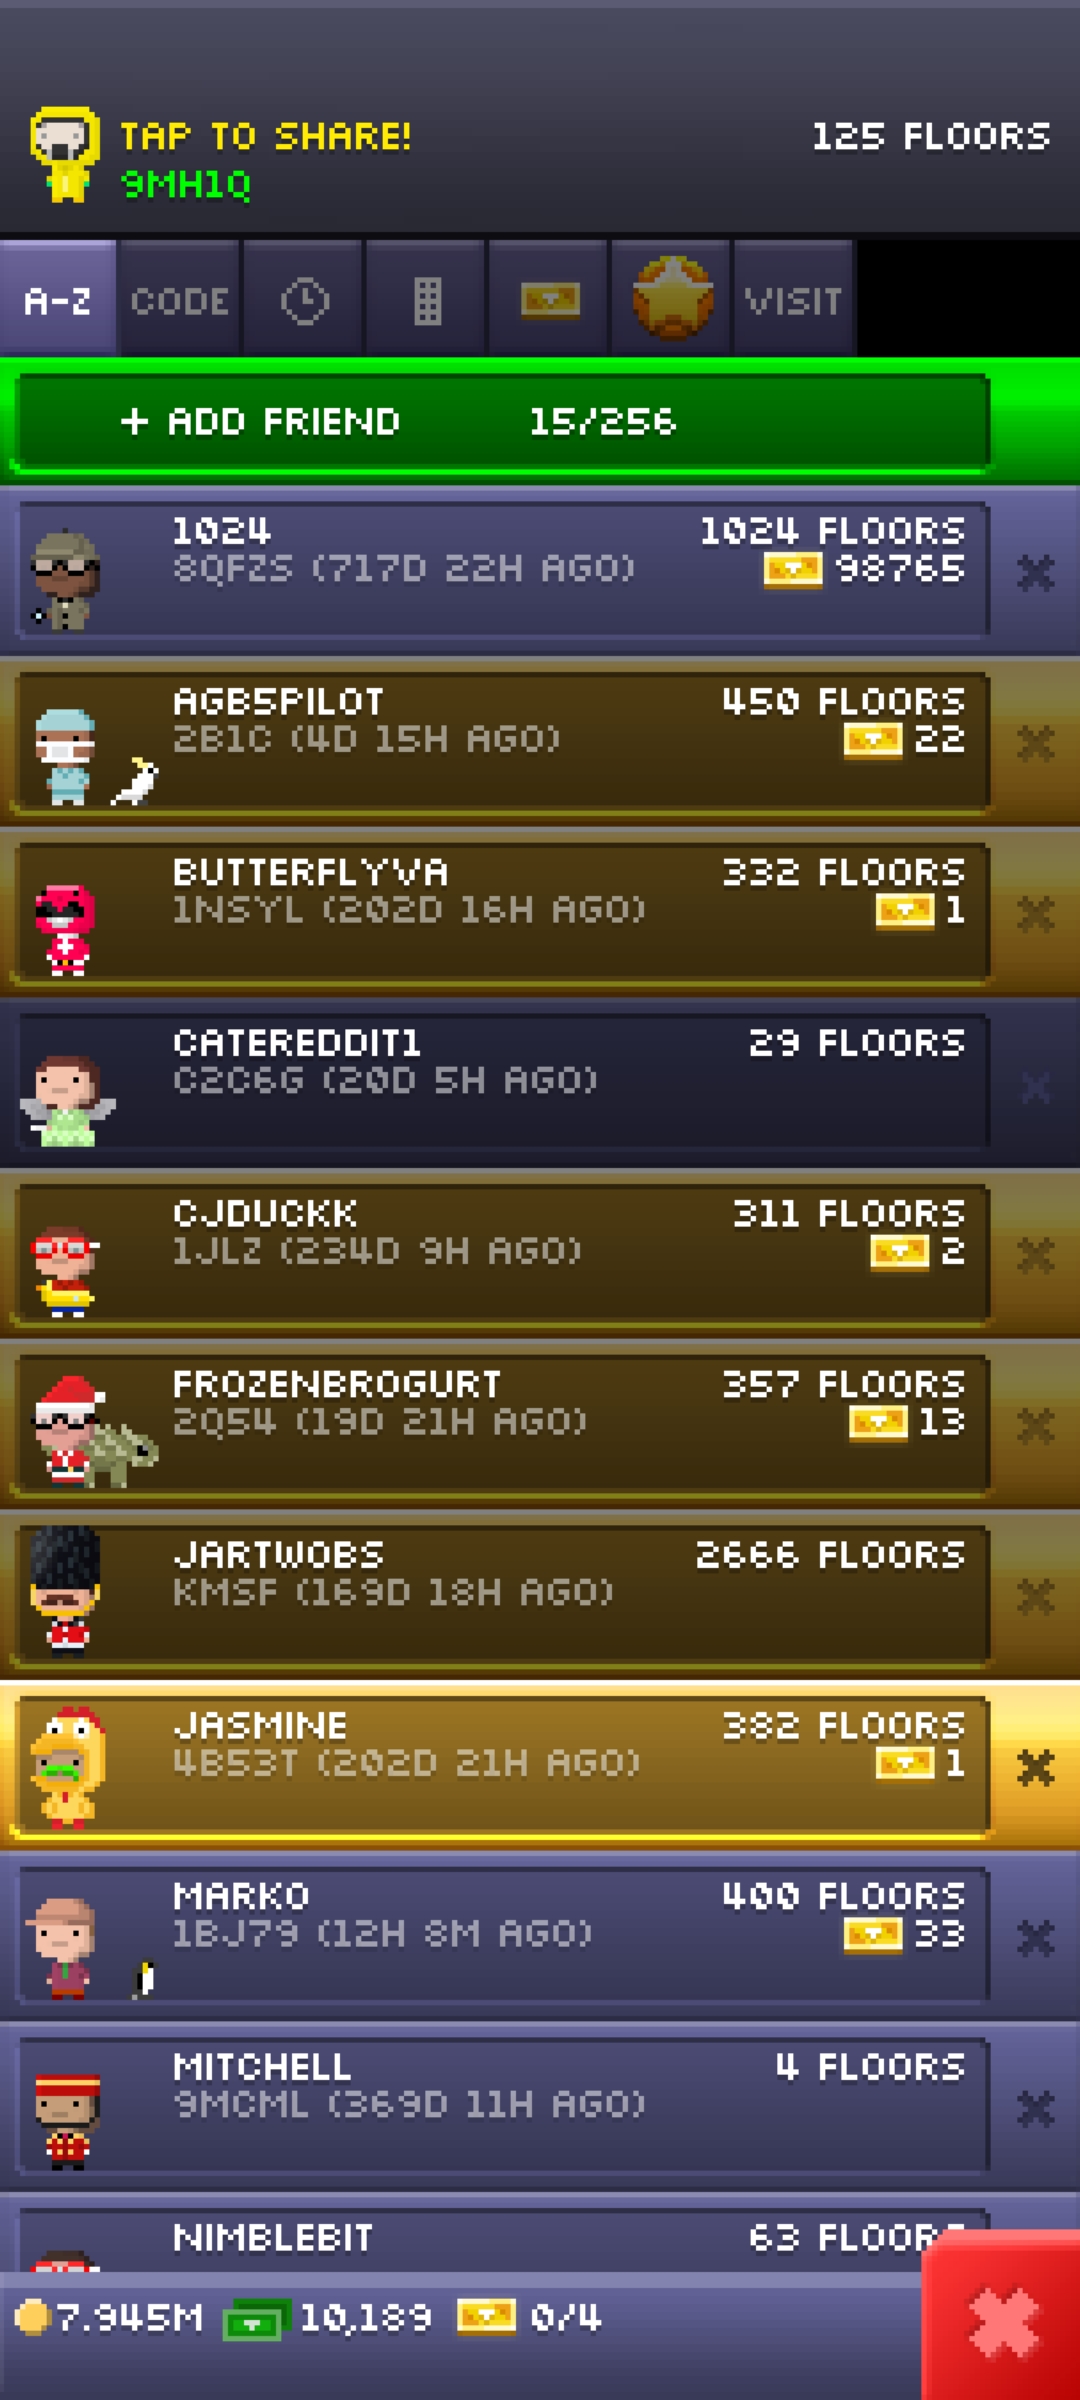 TAP TO SHARE! 125 FLOORS
9MH1Q
A-Z CODE VISIT
+ ADD FRIEND 15/256
1024 1024 FLOORS
8QFZS (717D 22H AGO) 98765
AGB5PILOT 450 FLOORS
2B1C (4D 15H AGO) 22
BUTTERFLYVA 332 FLOORS
1NSYL (202D 16H AGO) 1
CATEREDDIT1 29 FLOORS
C2C6G (20D 5H AGO)
CJDUCKK 311 FLOORS
1JLZ (234D 9H AGO) 2
FROZENBROGURT 357 FLOORS
2Q54 (19D 21H AGO) 13
JARTWOBS 2666 FLOORS
KMSF (169D 18H AGO)
JASMINE 382 FLOORS
4B53T (202D 21H AGO) 1
MARKO 400 FLOORS
1BJ79 (12H 8M AGO) 33
MITCHELL 4 FLOORS
9MCML (369D 11H AGO)
NIMBLEBIT 63 FLOORS
7.945M 10,189 0/4